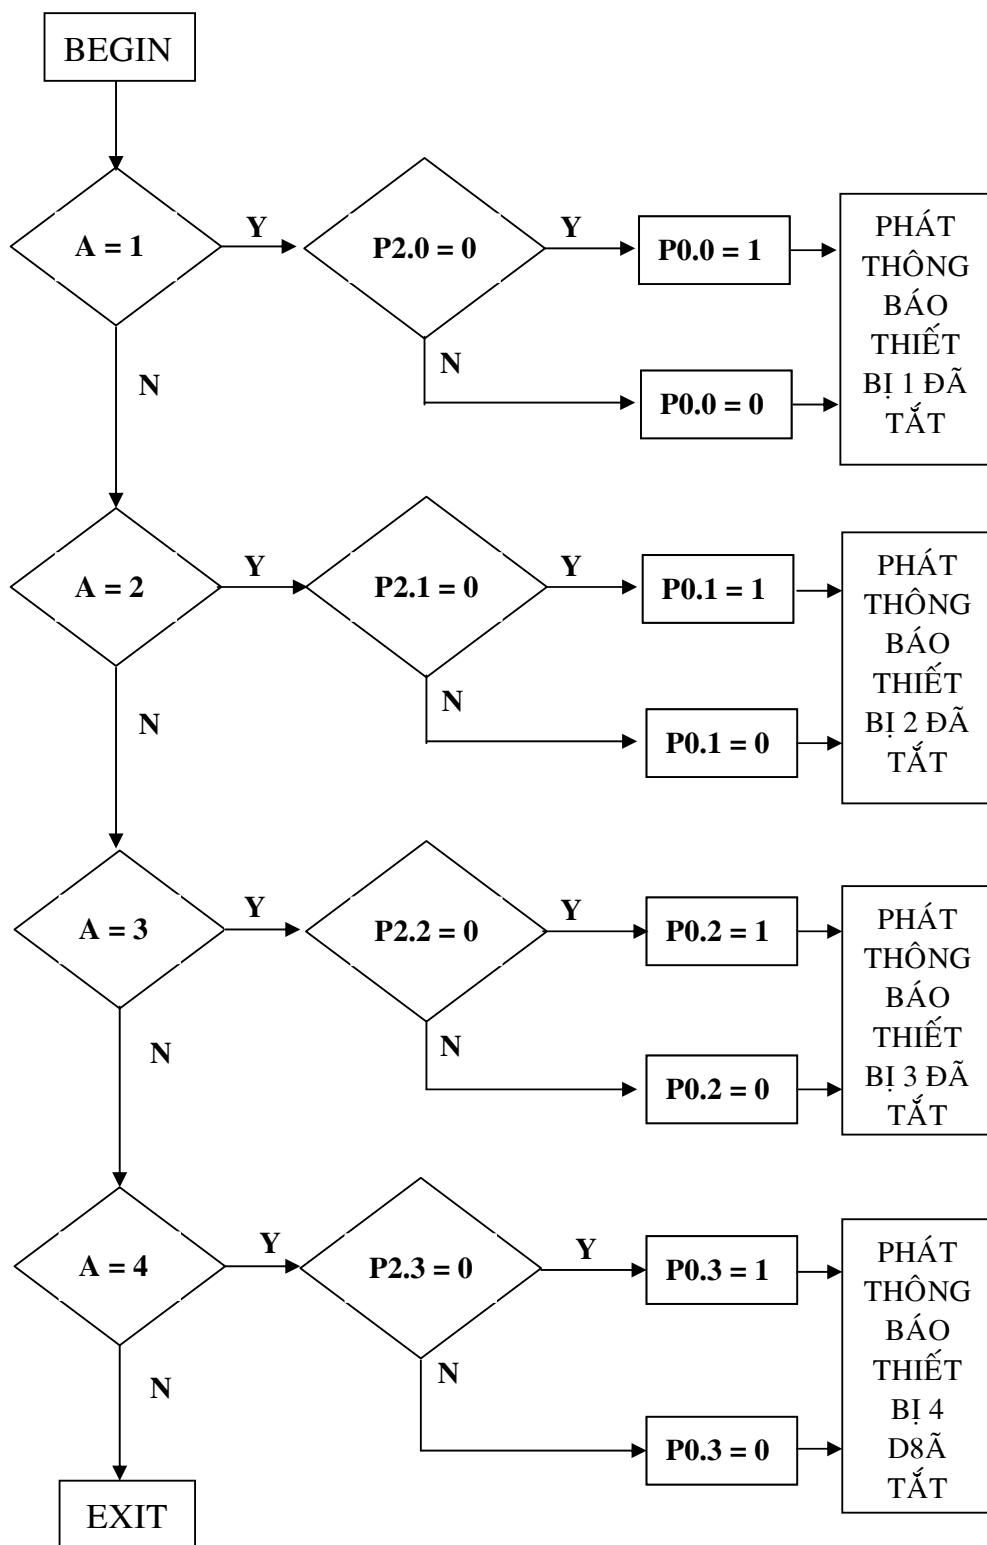 BEGIN
A = 1
Y
P2.0 = 0
Y
P0.0 = 1
N
P0.0 = 0
PHÁT
THÔNG
BÁO
THIẾT
BỊ 1 ĐÃ
TẮT
N
A = 2
Y
P2.1 = 0
Y
P0.1 = 1
N
P0.1 = 0
PHÁT
THÔNG
BÁO
THIẾT
BỊ 2 ĐÃ
TẮT
N
A = 3
Y
P2.2 = 0
Y
P0.2 = 1
N
P0.2 = 0
PHÁT
THÔNG
BÁO
THIẾT
BỊ 3 ĐÃ
TẮT
N
A = 4
Y
P2.3 = 0
Y
P0.3 = 1
N
P0.3 = 0
PHÁT
THÔNG
BÁO
THIẾT
BỊ 4
D8Ã
TẮT
N
EXIT